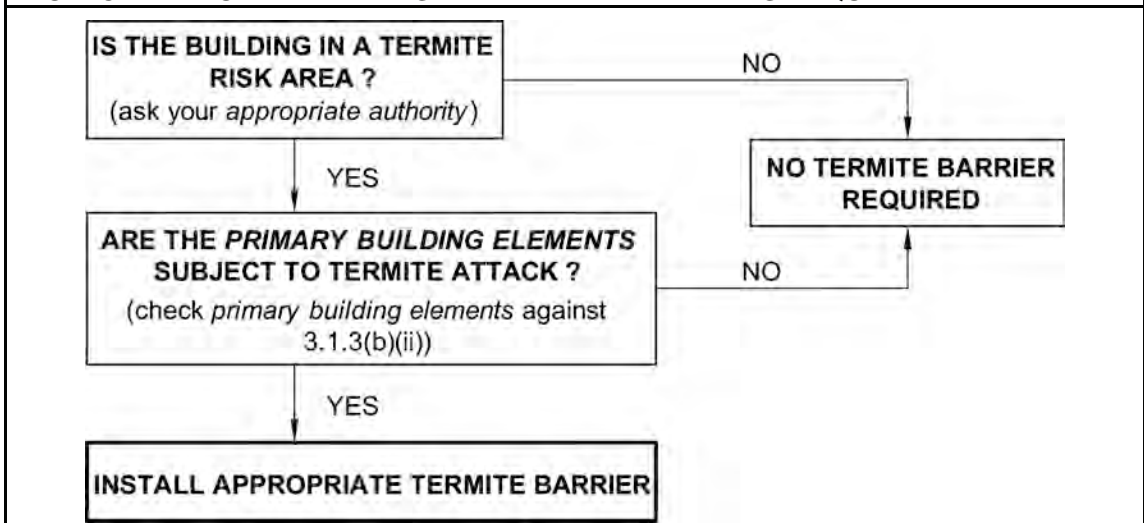 IS THE BUILDING IN A TERMITE
RISK AREA ?
(ask your appropriate authority)
NO
YES
NO TERMITE BARRIER
REQUIRED
ARE THE PRIMARY BUILDING ELEMENTS
SUBJECT TO TERMITE ATTACK ?
(check primary building elements against
3.1.3(b)(ii))
NO
YES
INSTALL APPROPRIATE TERMITE BARRIER